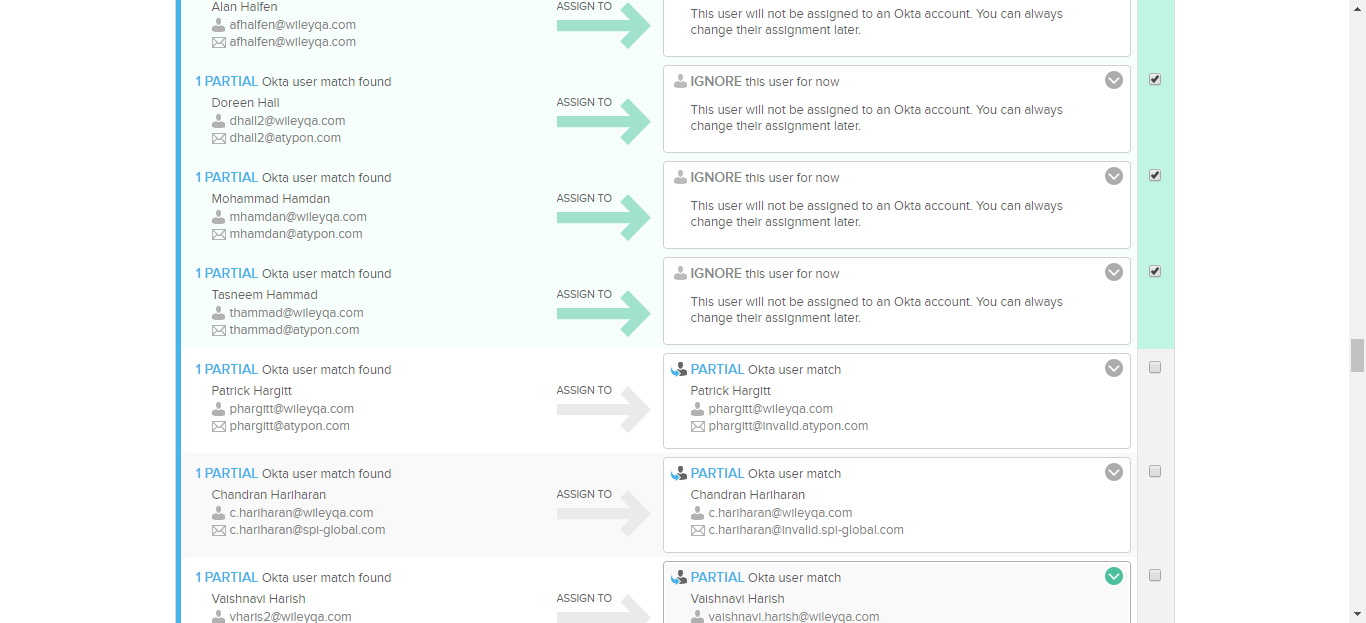 Alan Halfen
afhalfen@wileyqa.com
afhalfen@wileyqa.com
ASSIGN TO
This user will not be assigned to an Okta account. You can always
change their assignment later.
1 PARTIAL Okta user match found
Doreen Hall
dhall2@wileyqa.com
dhall2@atypon.com
ASSIGN TO
IGNORE this user for now
This user will not be assigned to an Okta account. You can always
change their assignment later.
1 PARTIAL Okta user match found
Mohammad Hamdan
mhamdan@wileyqa.com
mhamdan@atypon.com
ASSIGN TO
IGNORE this user for now
This user will not be assigned to an Okta account. You can always
change their assignment later.
1 PARTIAL Okta user match found
Tasneem Hammad
thammad@wileyqa.com
thammad@atypon.com
ASSIGN TO
IGNORE this user for now
This user will not be assigned to an Okta account. You can always
change their assignment later.
1 PARTIAL Okta user match found
Patrick Hargitt
phargitt@wileyqa.com
phargitt@atypon.com
ASSIGN TO
PARTIAL Okta user match
Patrick Hargitt
phargitt@wileyqa.com
phargitt@invalid.atypon.com
1 PARTIAL Okta user match found
Chandran Hariharan
c.hariharan@wileyqa.com
c.hariharan@spi-global.com
ASSIGN TO
PARTIAL Okta user match
Chandran Hariharan
c.hariharan@wileyqa.com
c.hariharan@invalid.spi-global.com
1 PARTIAL Okta user match found
Vaishnavi Harish
vharis2@wileyqa.com
ASSIGN TO
PARTIAL Okta user match
Vaishnavi Harish
vaishnavi.harish@wileyqa.com